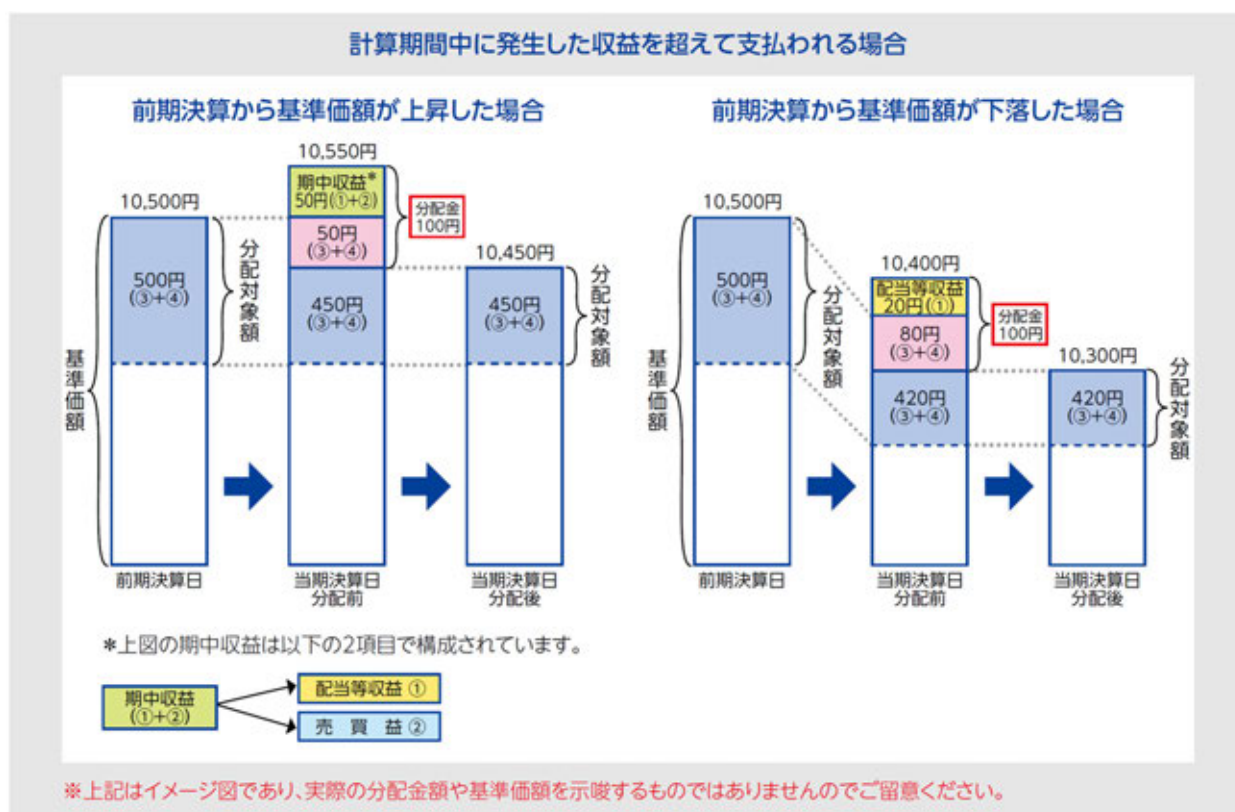 計算期間中に発生した収益を超えて支払われる場合
前期決算から基準価額が上昇した場合
10,500円
500円
(③+④)
基準価額
分配対象額
前期決算日
10,550円
期中収益*
50円(①+②)
50円
(③+④)
450円
(③+④)
分配金
100円
当期決算日
分配前
10,450円
450円
(③+④)
分配対象額
当期決算日
分配後
前期決算から基準価額が下落した場合
10,500円
500円
(③+④)
基準価額
分配対象額
前期決算日
10,400円
配当等収益
20円(①)
80円
(③+④)
420円
(③+④)
分配金
100円
当期決算日
分配前
10,300円
420円
(③+④)
分配対象額
当期決算日
分配後
*上図の期中収益は以下の2項目で構成されています。
期中収益
(①+②)
配当等収益 ①
売 買 益 ②
※上記はイメージ図であり、実際の分配金額や基準価額を示唆するものではありませんのでご留意ください。